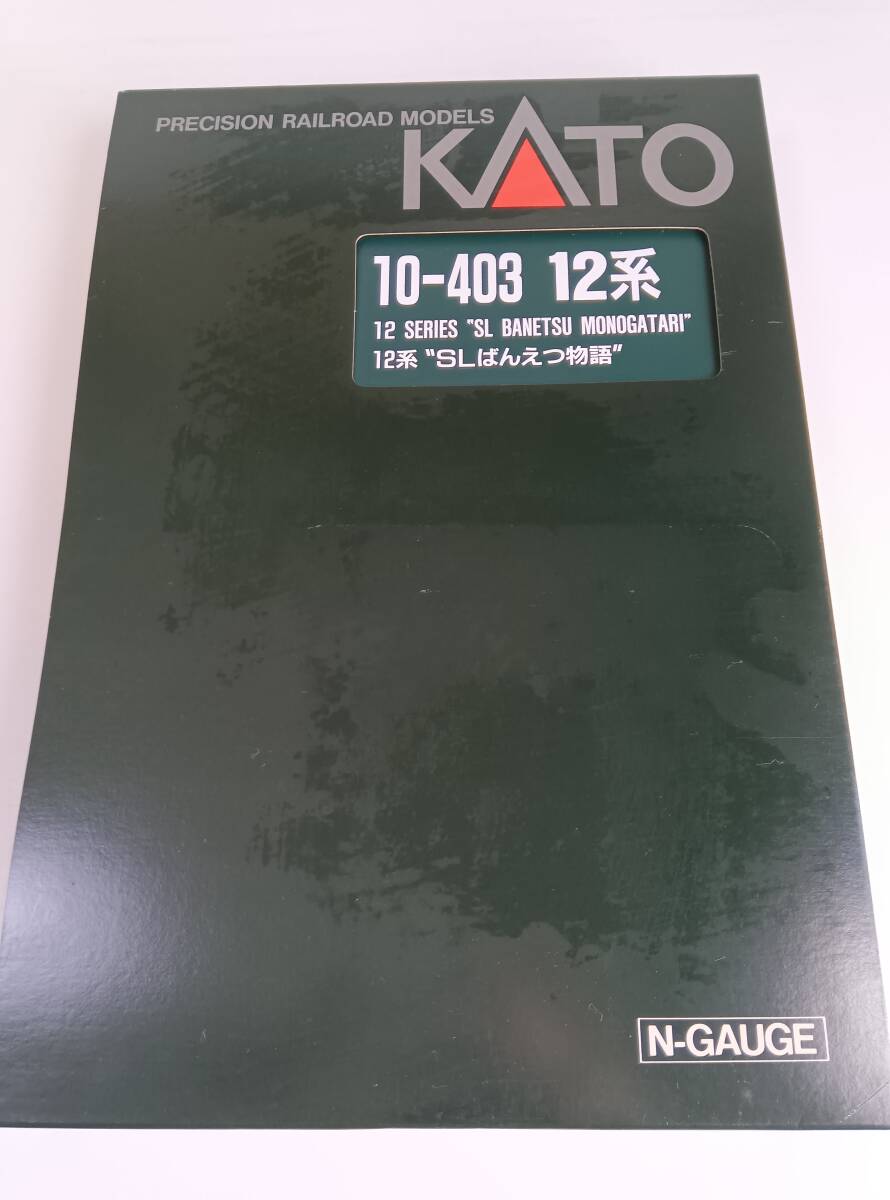 PRECISION RAILROAD MODELS
KATO
10-403 12系
12 SERIES "SL BANETSU MONOGATARI"
12系 "SLばんえつ物語"
N-GAUGE